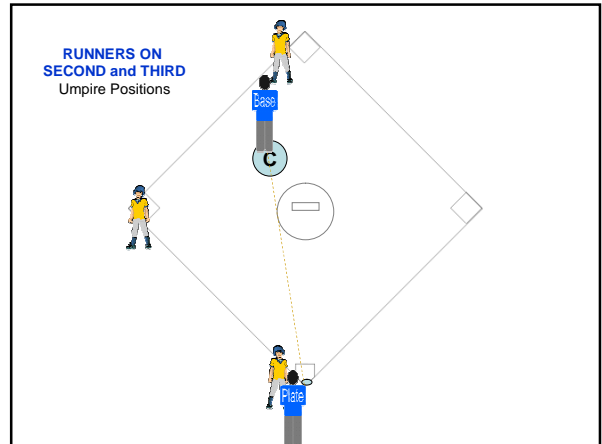 RUNNERS ON
SECOND and THIRD
Umpire Positions
Base
C
Plate